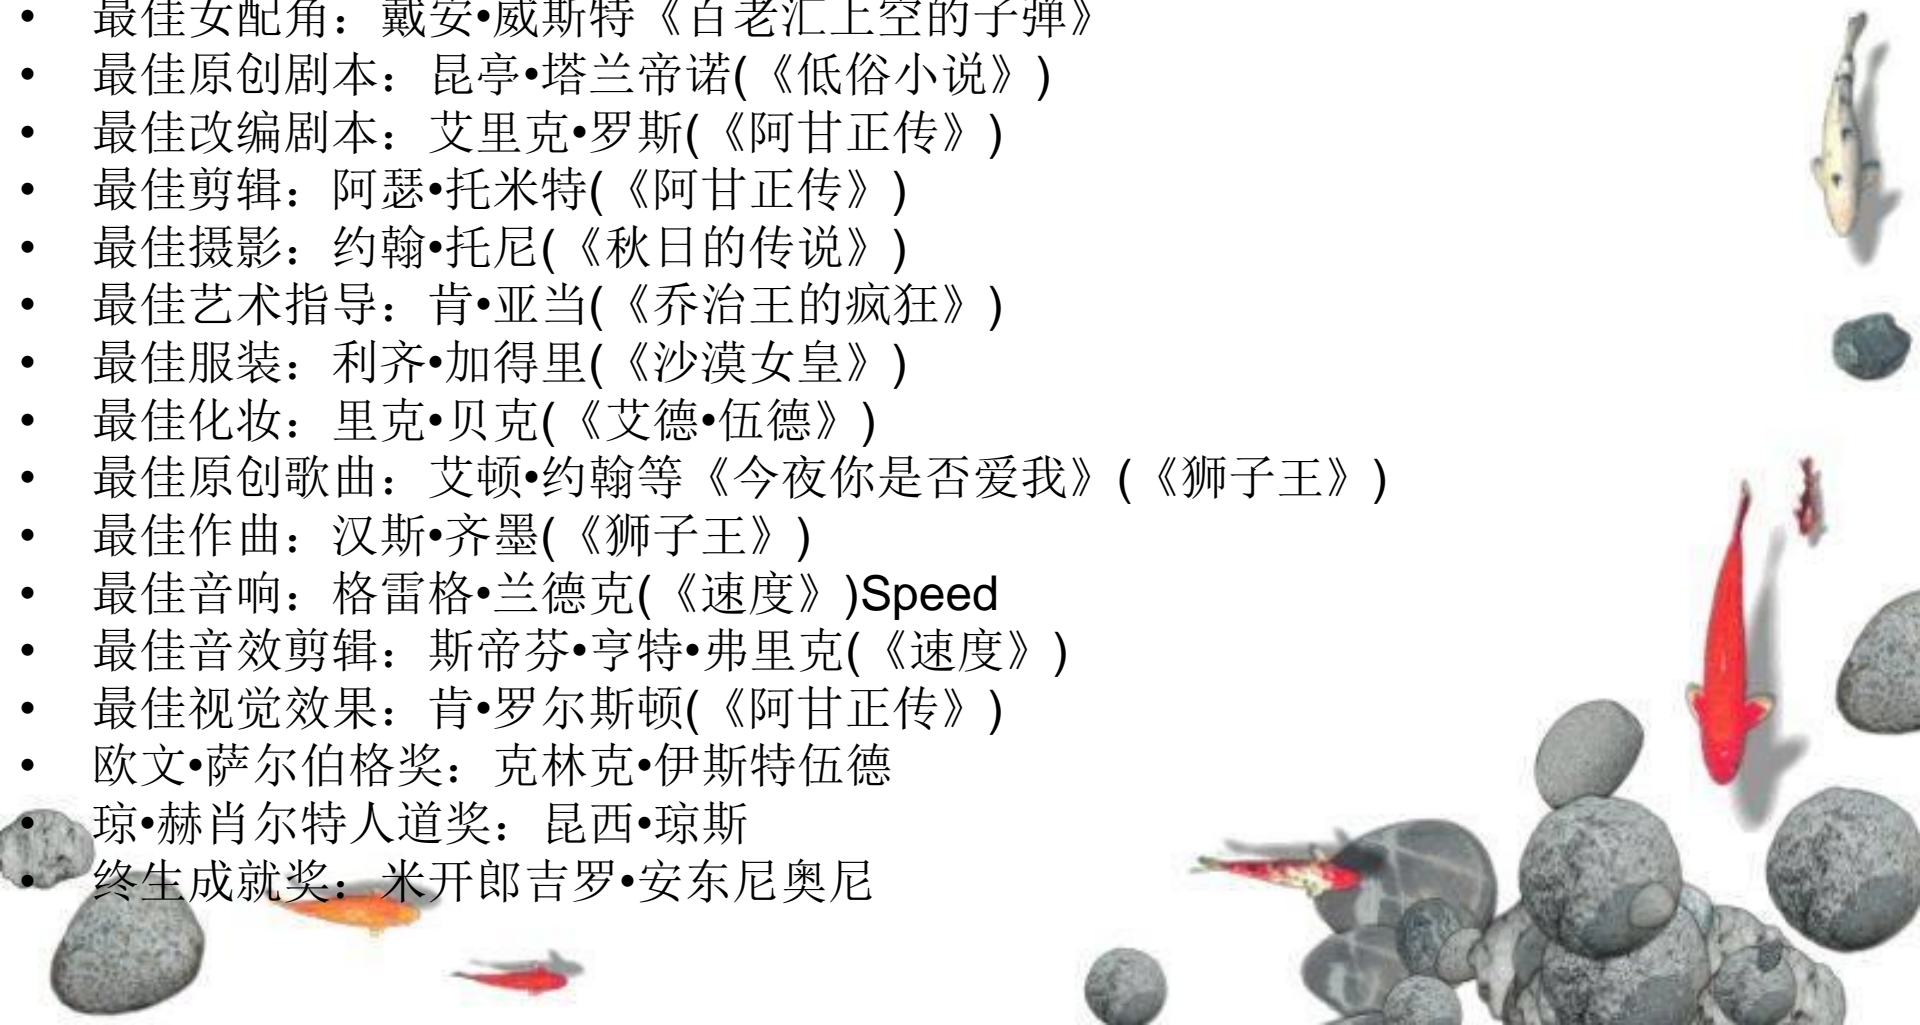 • 最佳女配角：戴安•威斯特《百老汇上空的子弹》
• 最佳原创剧本：昆亭•塔兰帝诺(《低俗小说》)
• 最佳改编剧本：艾里克•罗斯(《阿甘正传》)
• 最佳剪辑：阿瑟•托米特(《阿甘正传》)
• 最佳摄影：约翰•托尼(《秋日的传说》)
• 最佳艺术指导：肯•亚当(《乔治王的疯狂》)
• 最佳服装：利齐•加得里(《沙漠女皇》)
• 最佳化妆：里克•贝克(《艾德•伍德》)
• 最佳原创歌曲：艾顿•约翰等《今夜你是否爱我》(《狮子王》)
• 最佳作曲：汉斯•齐墨(《狮子王》)
• 最佳音响：格雷格•兰德克(《速度》)Speed
• 最佳音效剪辑：斯帝芬•亨特•弗里克(《速度》)
• 最佳视觉效果：肯•罗尔斯顿(《阿甘正传》)
• 欧文•萨尔伯格奖：克林克•伊斯特伍德
• 琼•赫肖尔特人道奖：昆西•琼斯
• 终生成就奖：米开郎吉罗•安东尼奥尼